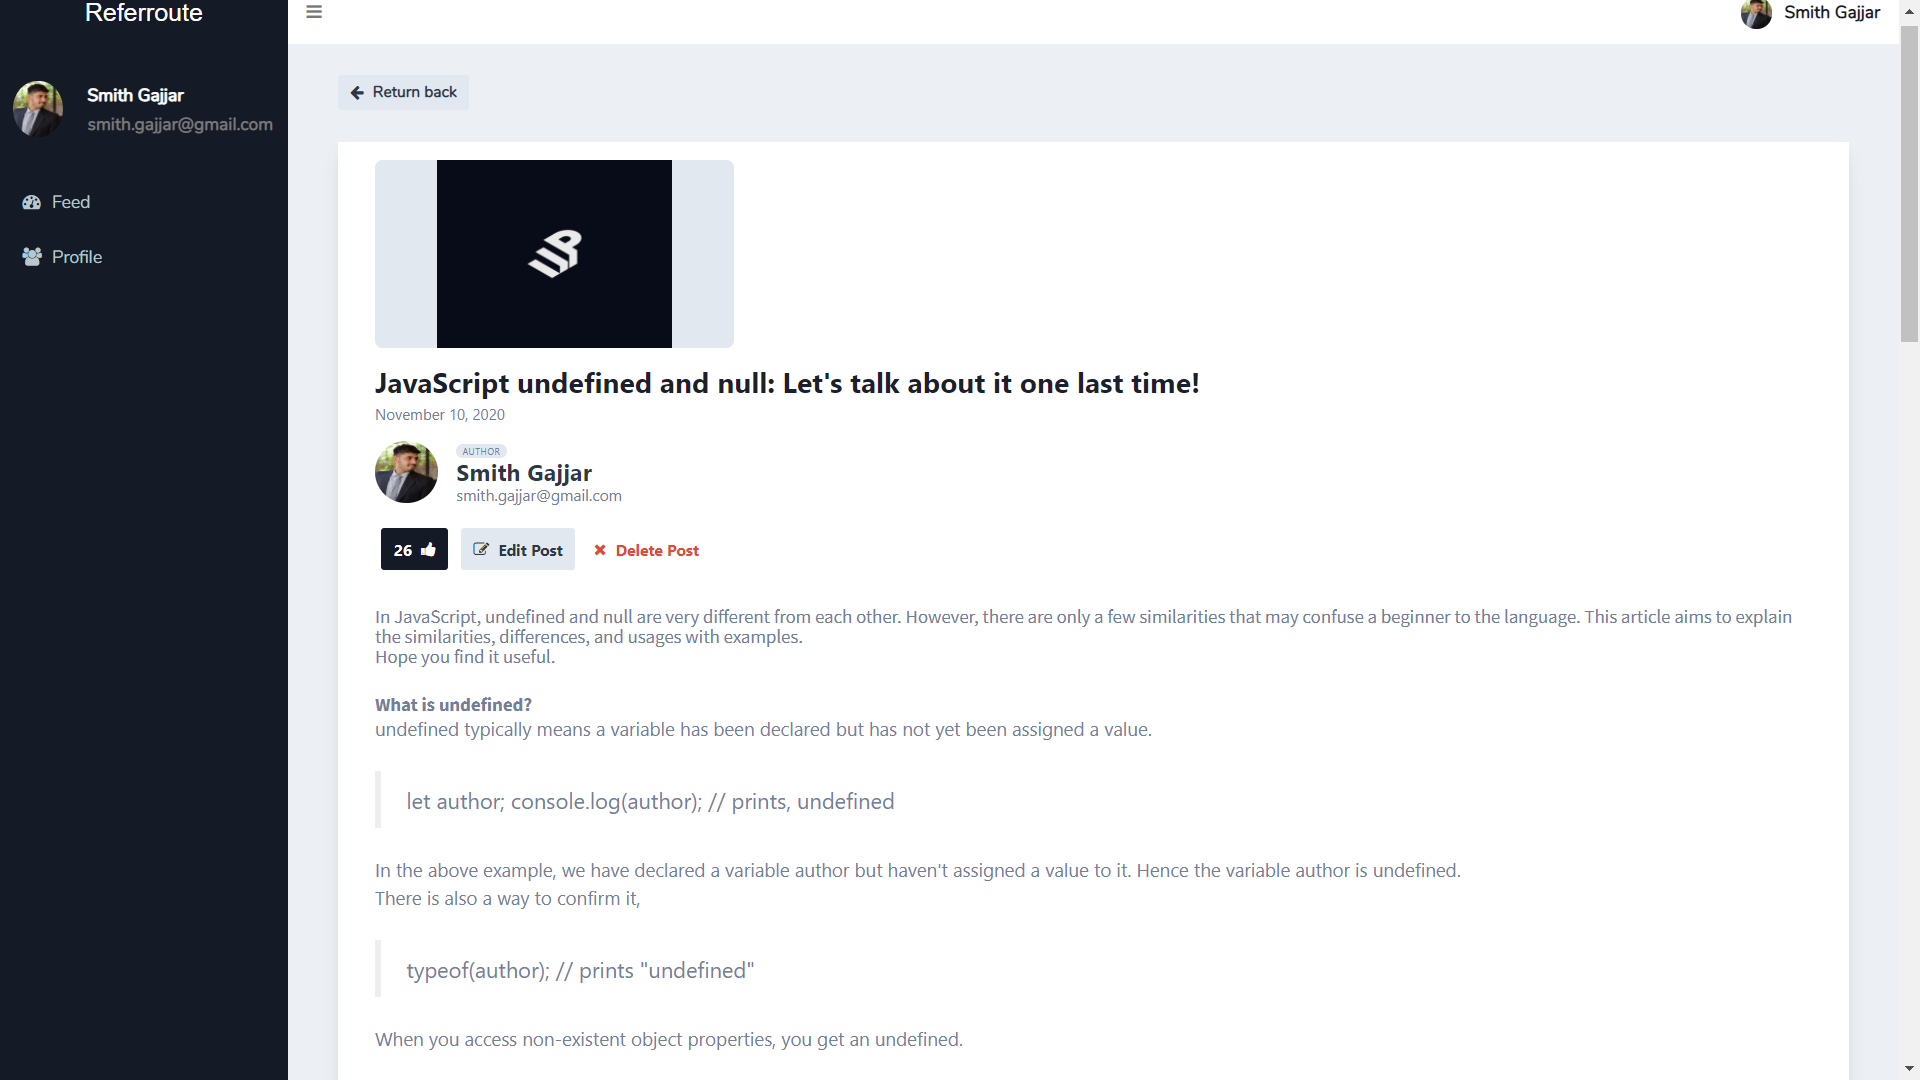 Referroute
Smith Gajjar
Smith Gajjar
smith.gajjar@gmail.com
Feed
Profile
Return back
JavaScript undefined and null: Let's talk about it one last time!
November 10, 2020
AUTHOR
Smith Gajjar
smith.gajjar@gmail.com
26
Edit Post
Delete Post
In JavaScript, undefined and null are very different from each other. However, there are only a few similarities that may confuse a beginner to the language. This article aims to explain
the similarities, differences, and usages with examples.
Hope you find it useful.
What is undefined?
undefined typically means a variable has been declared but has not yet been assigned a value.
let author; console.log(author); // prints, undefined
In the above example, we have declared a variable author but haven't assigned a value to it. Hence the variable author is undefined.
There is also a way to confirm it,
typeof(author); // prints "undefined"
When you access non-existent object properties, you get an undefined.